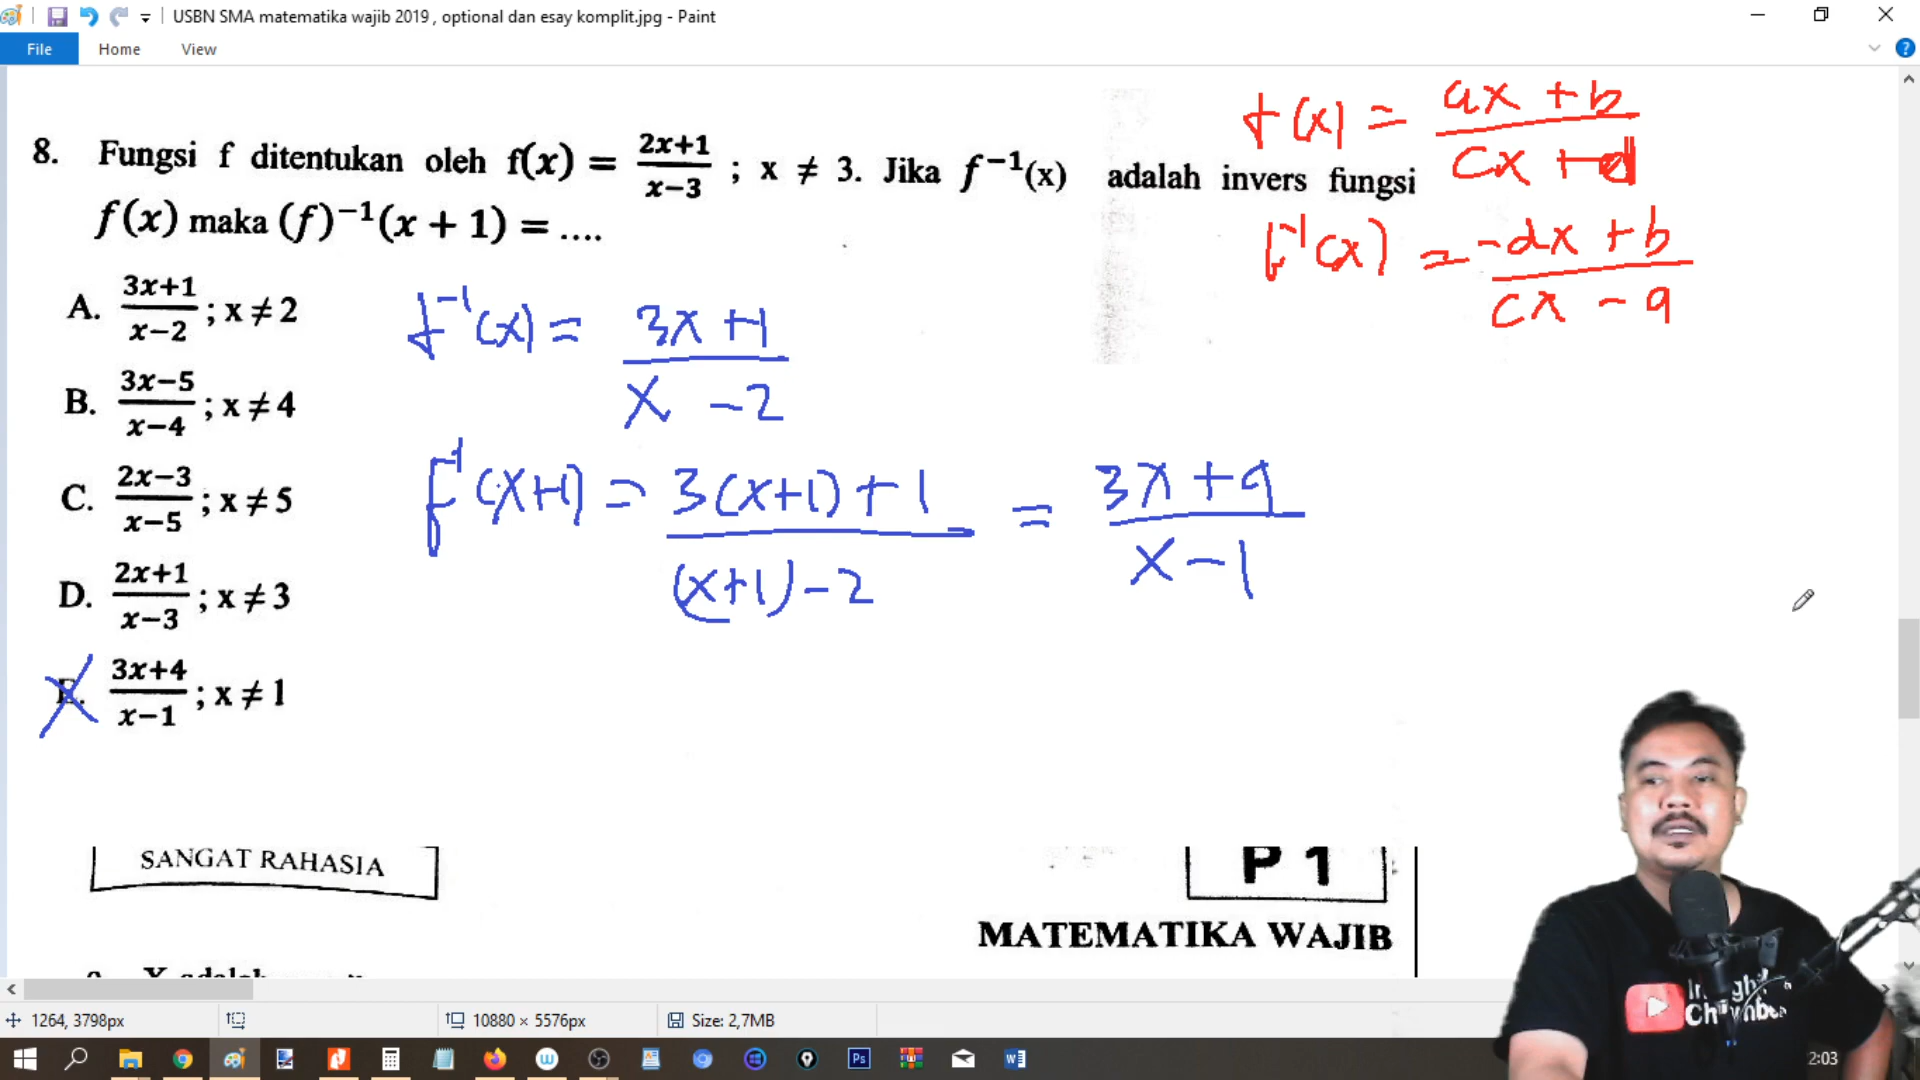 USBN SMA matematika wajib 2019 , optional dan esay komplit.jpg - Paint
File Home View
8. Fungsi f ditentukan oleh f(x) = 2x+1/x−3 ; x ≠ 3. Jika f⁻¹(x) adalah invers fungsi
f(x) maka (f)⁻¹(x + 1) = ....
A. 3x+1/x−2 ; x ≠ 2
B. 3x−5/x−4 ; x ≠ 4
C. 2x−3/x−5 ; x ≠ 5
D. 2x+1/x−3 ; x ≠ 3
E. 3x+4/x−1 ; x ≠ 1
f(x) = ax + b/cx + d
f⁻¹(x) = -dx + b/cx - a
f⁻¹(x) = 3x + 1/x - 2
f⁻¹(x+1) = 3(x+1) + 1/(x+1) - 2 = 3x + 4/x - 1
SANGAT RAHASIA
P 1
MATEMATIKA WAJIB
1264, 3798px
10880 × 5576px
Size: 2,7MB
2:03